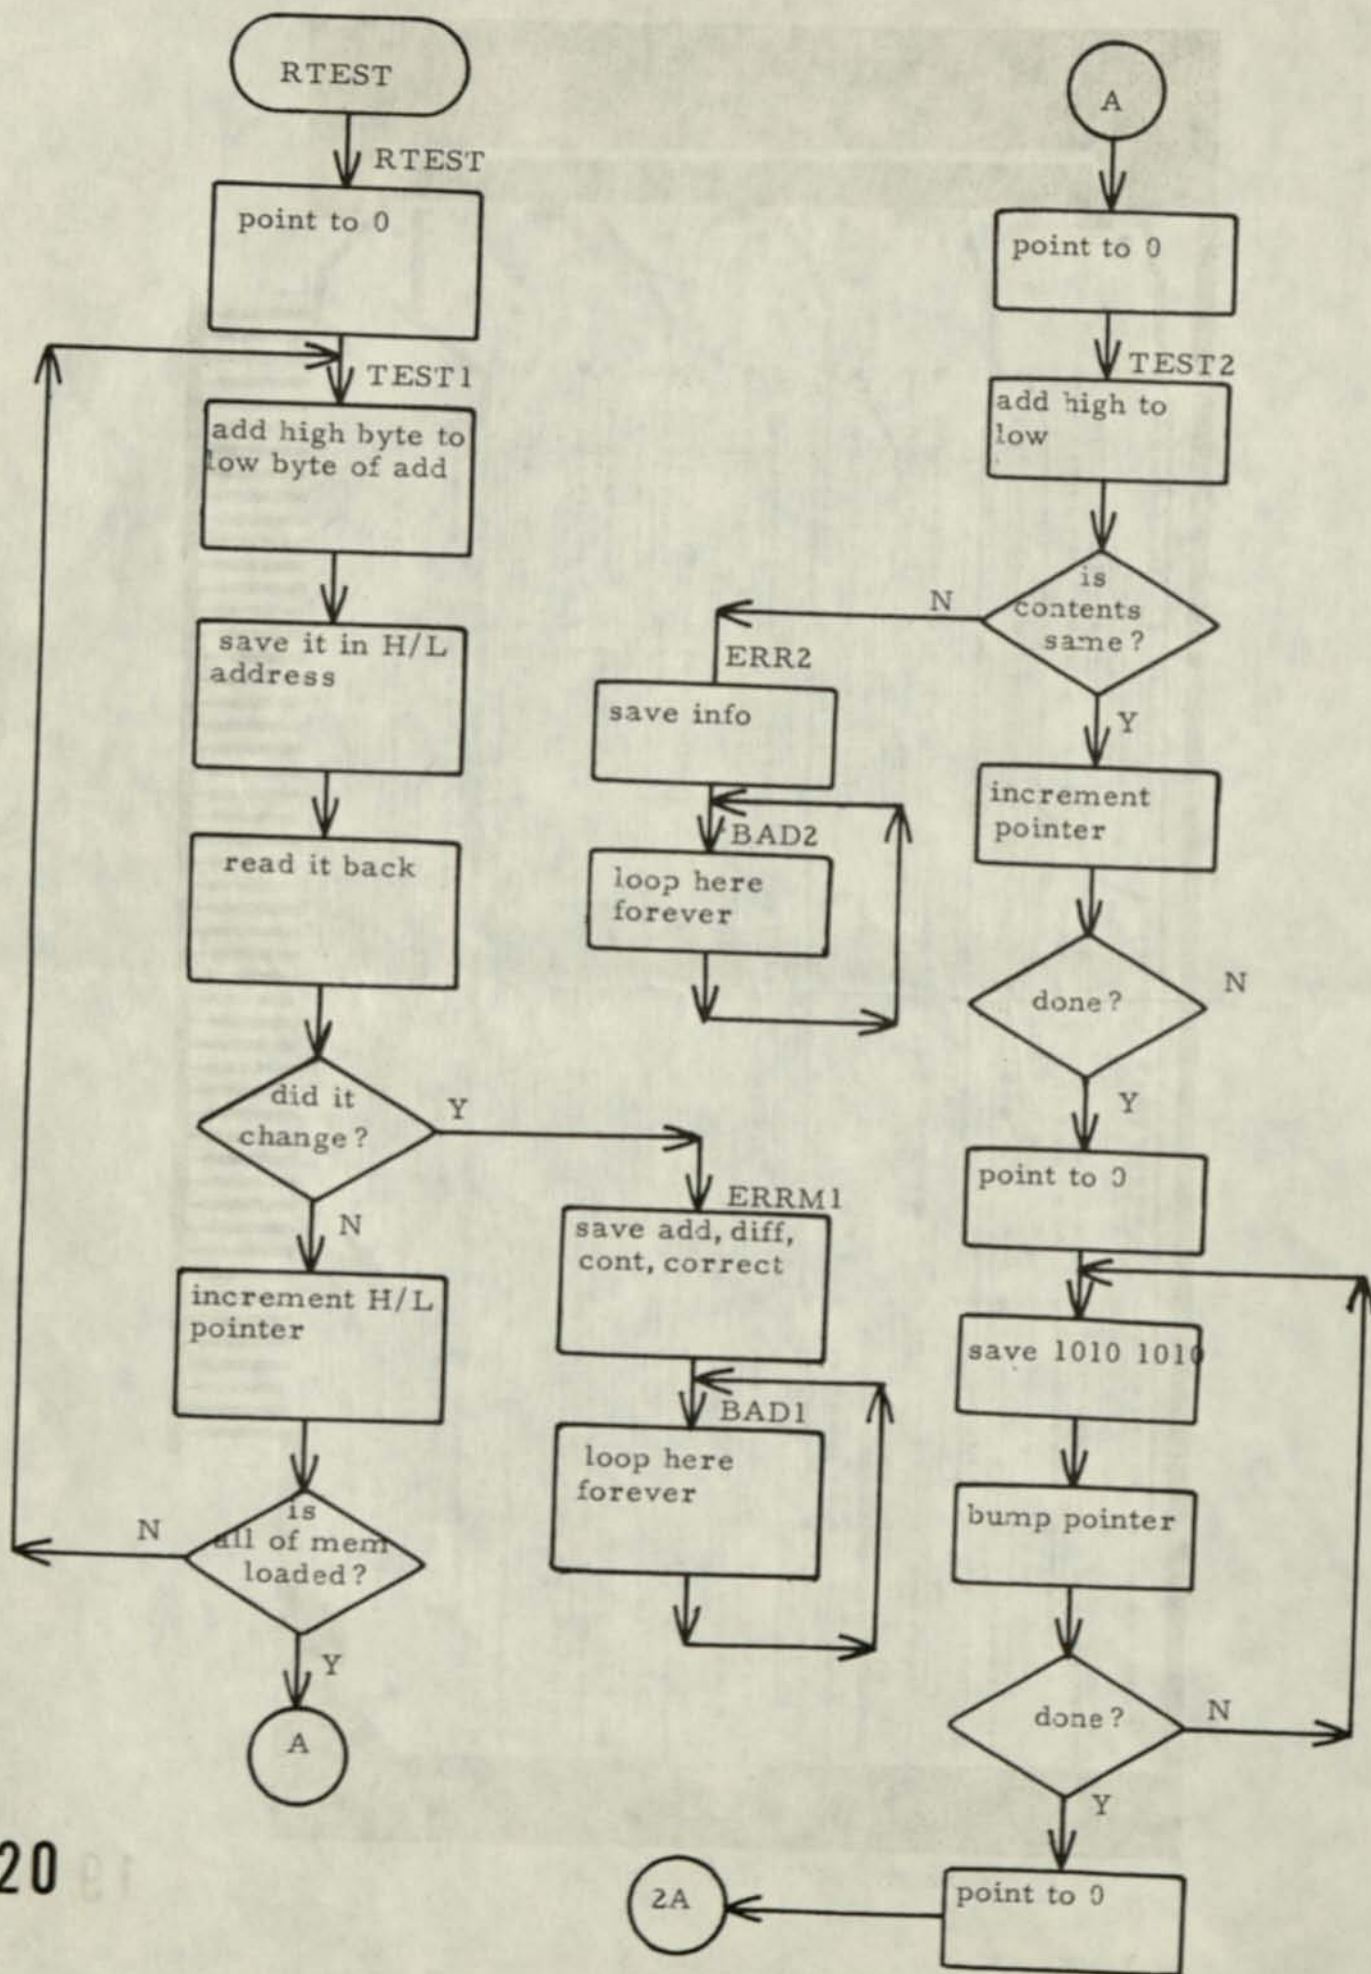 RTEST
RTEST
point to 0
TEST1
add high byte to
low byte of add
save it in H/L
address
read it back
did it
change?
Y
N
increment H/L
pointer
is
all of mem
loaded?
N
Y
A
ERRM1
save add, diff,
cont, correct
BAD1
loop here
forever
A
point to 0
TEST2
add high to
low
is
contents
same?
N
Y
ERR2
save info
BAD2
loop here
forever
increment
pointer
done?
N
Y
point to 0
save 1010 1010
bump pointer
done?
N
Y
point to 0
2A
20
19